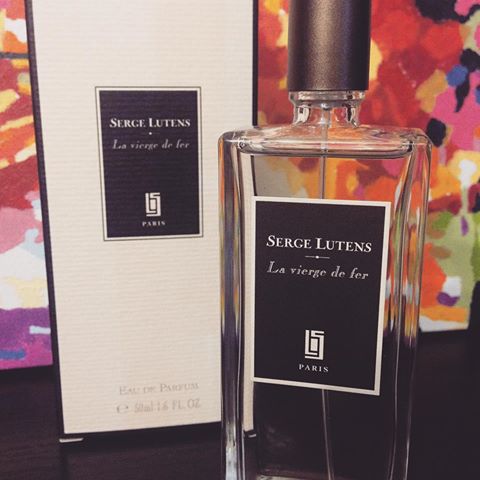 SERGE LUTENS
La vierge de fer
PARIS
EAU DE PARFUM
℮ 50ml 1.6 FL. OZ
SERGE LUTENS
La vierge de fer
PARIS